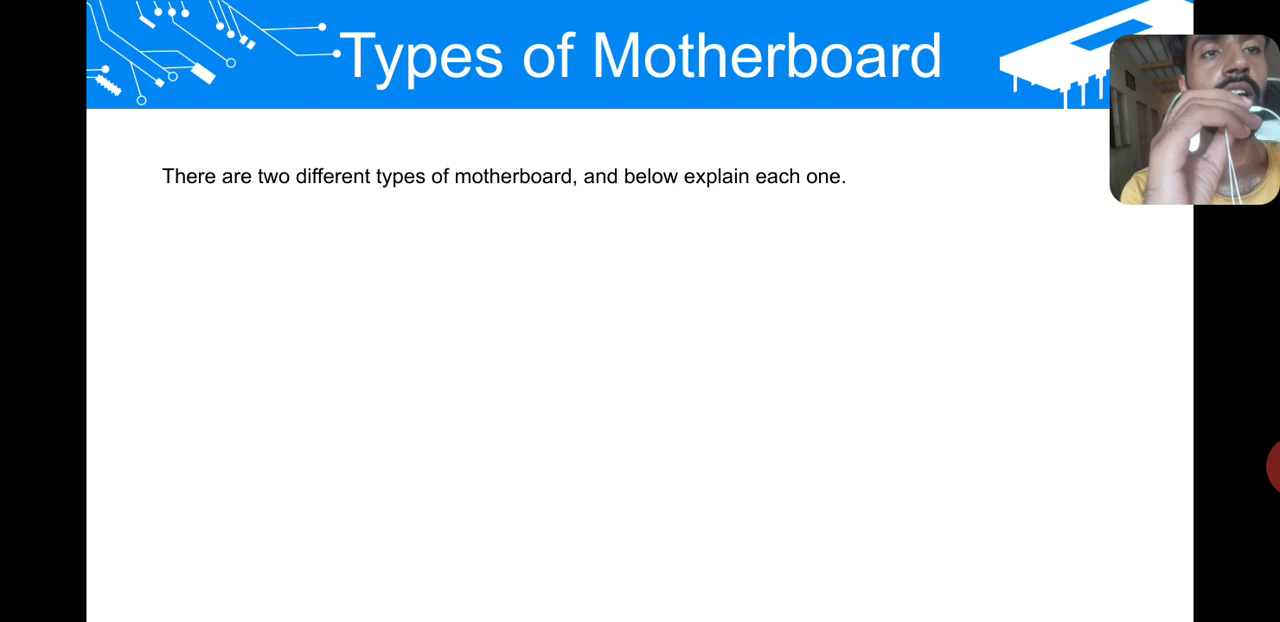 Types of Motherboard
There are two different types of motherboard, and below explain each one.